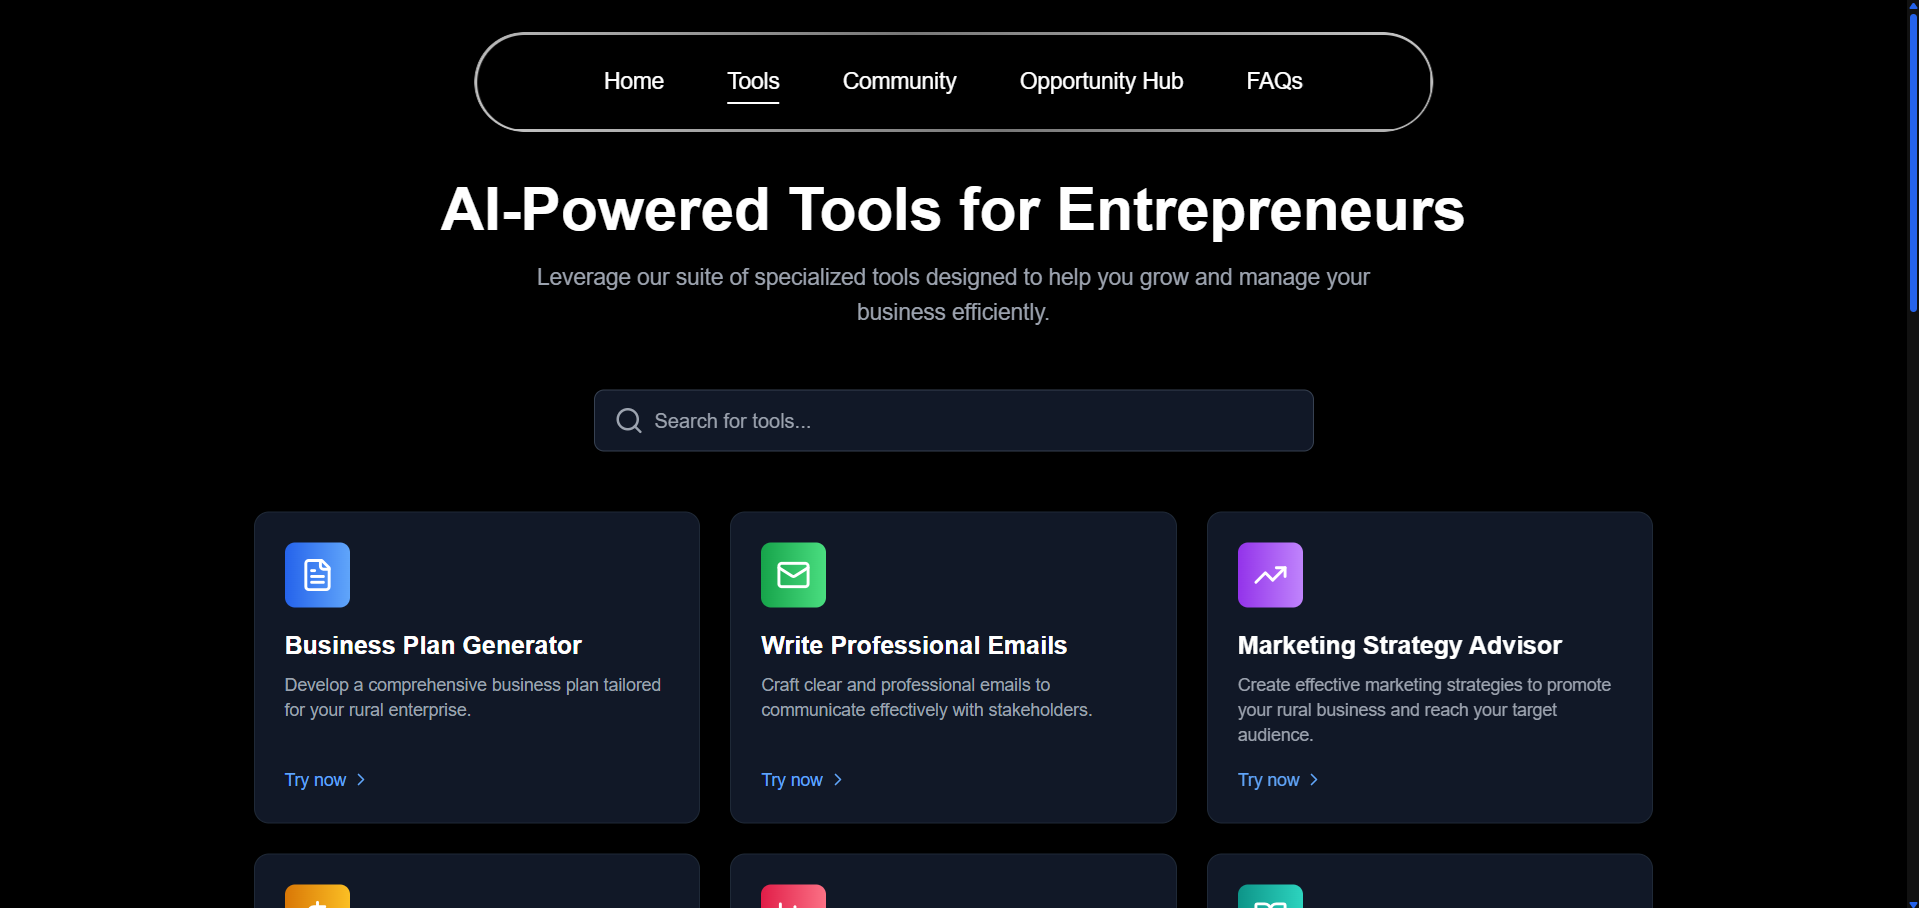 Home Tools Community Opportunity Hub FAQs
AI-Powered Tools for Entrepreneurs
Leverage our suite of specialized tools designed to help you grow and manage your
business efficiently.
Search for tools...
Business Plan Generator
Develop a comprehensive business plan tailored
for your rural enterprise.
Try now
Write Professional Emails
Craft clear and professional emails to
communicate effectively with stakeholders.
Try now
Marketing Strategy Advisor
Create effective marketing strategies to promote
your rural business and reach your target
audience.
Try now